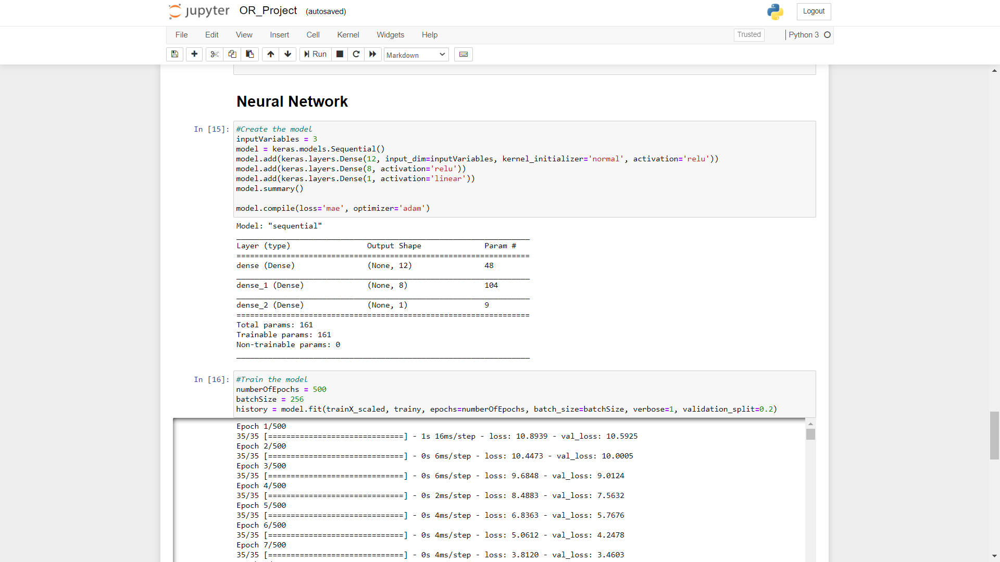 jupyter OR_Project (autosaved)
Logout
File Edit View Insert Cell Kernel Widgets Help
Trusted
Python 3
Run
Markdown
Neural Network
In [15]:
#Create the model
inputVariables = 3
model = keras.models.Sequential()
model.add(keras.layers.Dense(12, input_dim=inputVariables, kernel_initializer='normal', activation='relu'))
model.add(keras.layers.Dense(8, activation='relu'))
model.add(keras.layers.Dense(1, activation='linear'))
model.summary()
model.compile(loss='mae', optimizer='adam')
Model: "sequential"
_________________________________________________________________
Layer (type)                 Output Shape              Param #
=================================================================
dense (Dense)                (None, 12)                48
_________________________________________________________________
dense_1 (Dense)              (None, 8)                 104
_________________________________________________________________
dense_2 (Dense)              (None, 1)                 9
=================================================================
Total params: 161
Trainable params: 161
Non-trainable params: 0
_________________________________________________________________
In [16]:
#Train the model
numberOfEpochs = 500
batchSize = 256
history = model.fit(trainX_scaled, trainy, epochs=numberOfEpochs, batch_size=batchSize, verbose=1, validation_split=0.2)
Epoch 1/500
35/35 [==============================] - 1s 16ms/step - loss: 10.8939 - val_loss: 10.5925
Epoch 2/500
35/35 [==============================] - 0s 6ms/step - loss: 10.4473 - val_loss: 10.0005
Epoch 3/500
35/35 [==============================] - 0s 6ms/step - loss: 9.6848 - val_loss: 9.0124
Epoch 4/500
35/35 [==============================] - 0s 2ms/step - loss: 8.4883 - val_loss: 7.5632
Epoch 5/500
35/35 [==============================] - 0s 4ms/step - loss: 6.8363 - val_loss: 5.7676
Epoch 6/500
35/35 [==============================] - 0s 4ms/step - loss: 5.0612 - val_loss: 4.2478
Epoch 7/500
35/35 [==============================] - 0s 4ms/step - loss: 3.8120 - val_loss: 3.4603